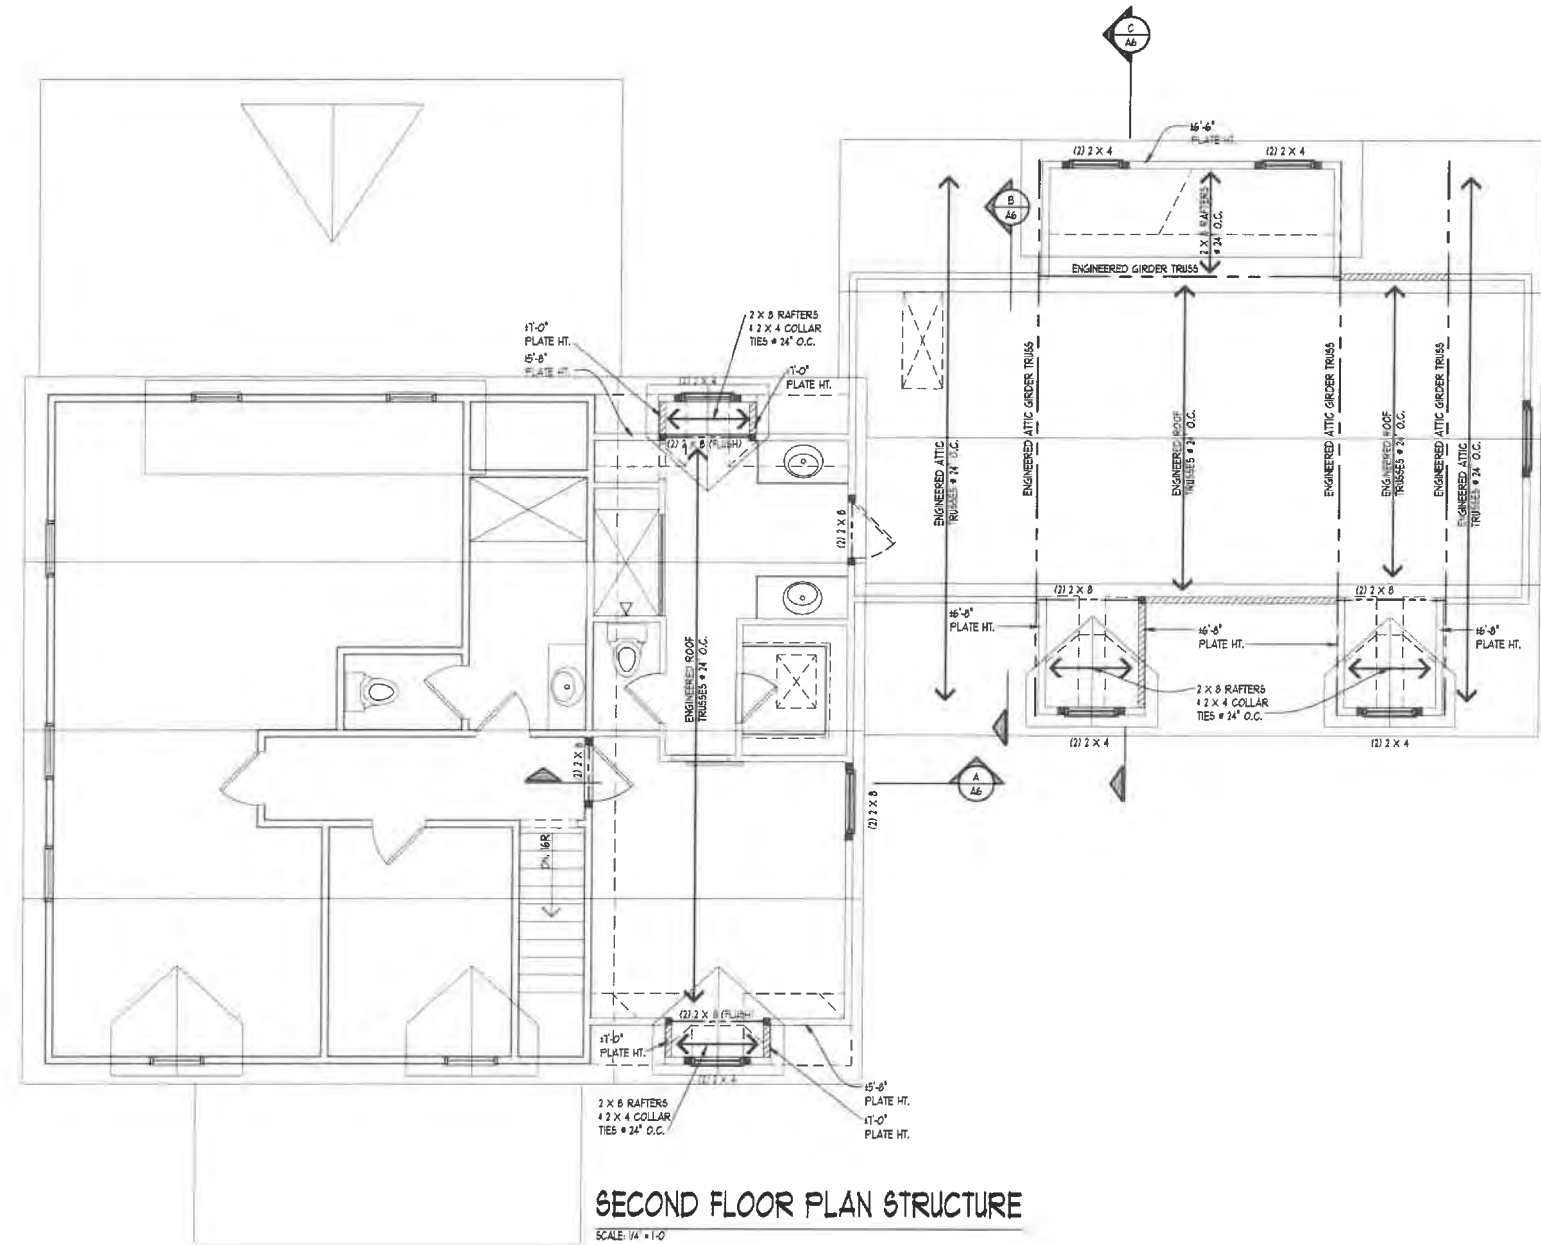 C
A6
±6'-6"
PLATE HT.
(2) 2 X 4
(2) 2 X 4
B
A6
2 X 8 RAFTERS
@ 24" O.C.
ENGINEERED GIRDER TRUSS
2 X 8 RAFTERS
& 2 X 4 COLLAR
TIES @ 24" O.C.
±7'-0"
PLATE HT.
±5'-8"
PLATE HT.
±7'-0"
PLATE HT.
(2) 2 X 4
(2) 2 X 8 (FLUSH)
ENGINEERED ATTIC
TRUSSES @ 24" O.C.
ENGINEERED ATTIC GIRDER TRUSS
ENGINEERED ROOF
TRUSSES @ 24" O.C.
ENGINEERED ATTIC GIRDER TRUSS
ENGINEERED ROOF
TRUSSES @ 24" O.C.
ENGINEERED ATTIC GIRDER TRUSS
ENGINEERED ATTIC
TRUSSES @ 24" O.C.
(2) 2 X 8
(2) 2 X 8
(2) 2 X 8
±6'-8"
PLATE HT.
±6'-8"
PLATE HT.
±6'-8"
PLATE HT.
ENGINEERED ROOF
TRUSSES @ 24" O.C.
2 X 8 RAFTERS
& 2 X 4 COLLAR
TIES @ 24" O.C.
(2) 2 X 4
(2) 2 X 4
(2) 2 X 8
A
A6
(2) 2 X 8
DN. 16R
(2) 2 X 8 (FLUSH)
±7'-0"
PLATE HT.
(2) 2 X 4
2 X 8 RAFTERS
& 2 X 4 COLLAR
TIES @ 24" O.C.
±5'-8"
PLATE HT.
±7'-0"
PLATE HT.
SECOND FLOOR PLAN STRUCTURE
SCALE: 1/4" = 1'-0